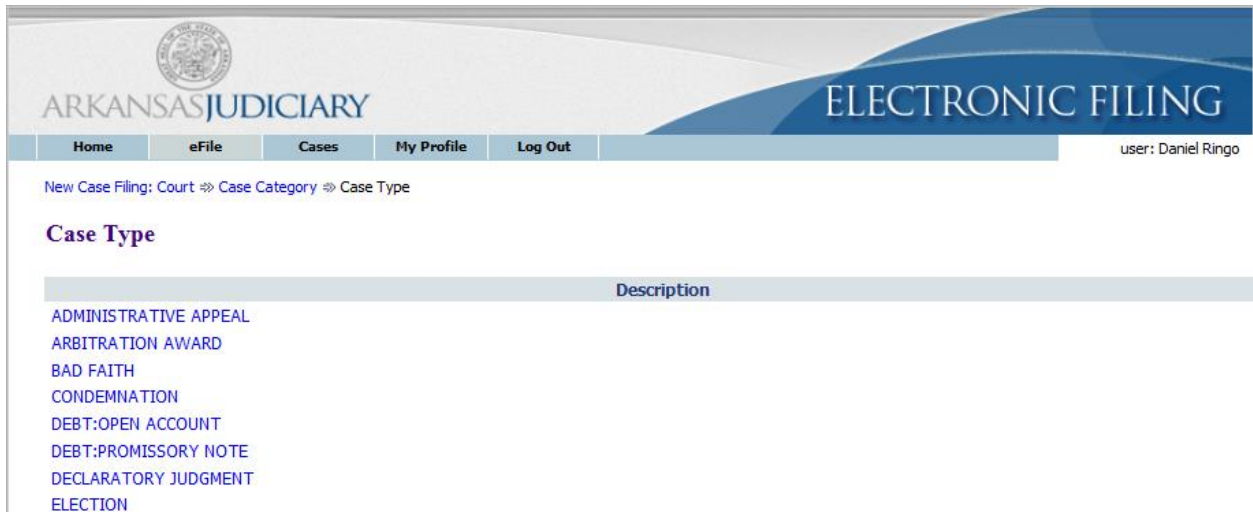 ARKANSASJUDICIARY
ELECTRONIC FILING
Home eFile Cases My Profile Log Out user: Daniel Ringo
New Case Filing: Court ⇒ Case Category ⇒ Case Type
Case Type
Description
ADMINISTRATIVE APPEAL
ARBITRATION AWARD
BAD FAITH
CONDEMNATION
DEBT:OPEN ACCOUNT
DEBT:PROMISSORY NOTE
DECLARATORY JUDGMENT
ELECTION